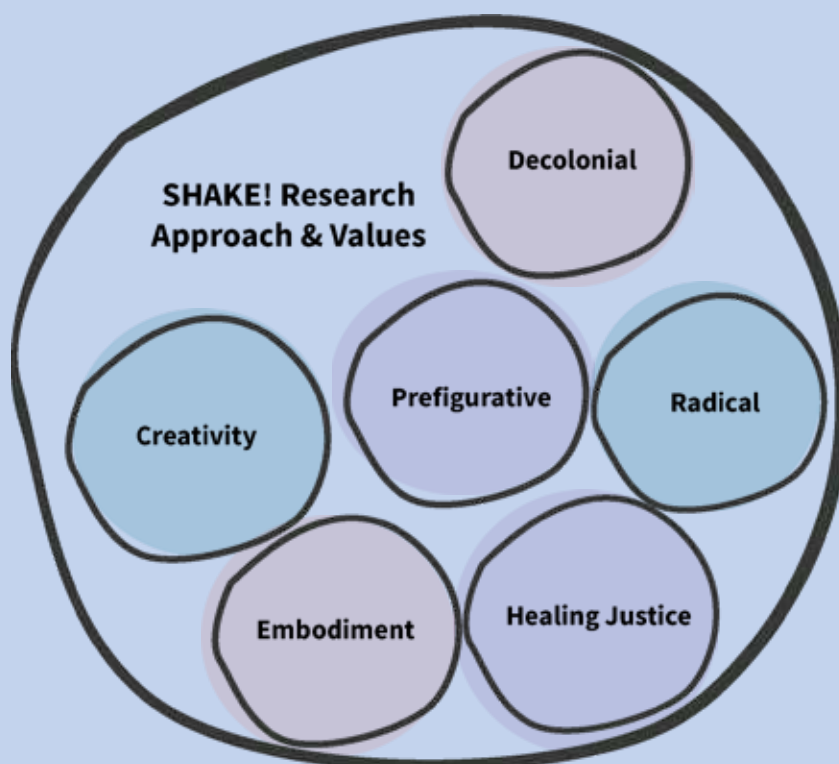 Decolonial
SHAKE! Research
Approach & Values
Prefigurative
Radical
Creativity
Embodiment
Healing Justice